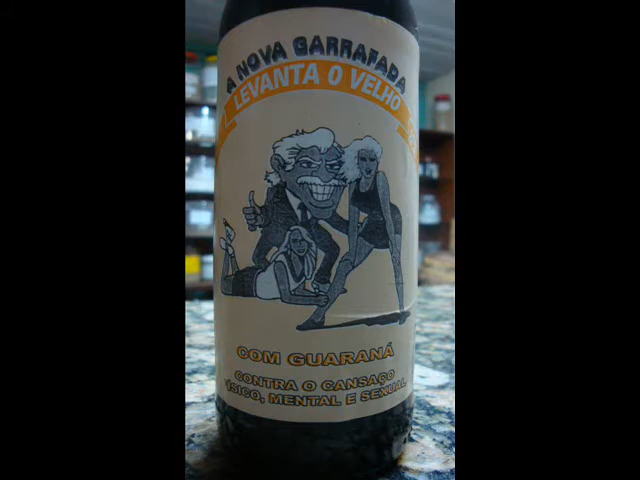 A NOVA GARRAFADA
LEVANTA O VELHO
COM GUARANÁ
CONTRA O CANSAÇO
ÍSICO, MENTAL E SEXUAL